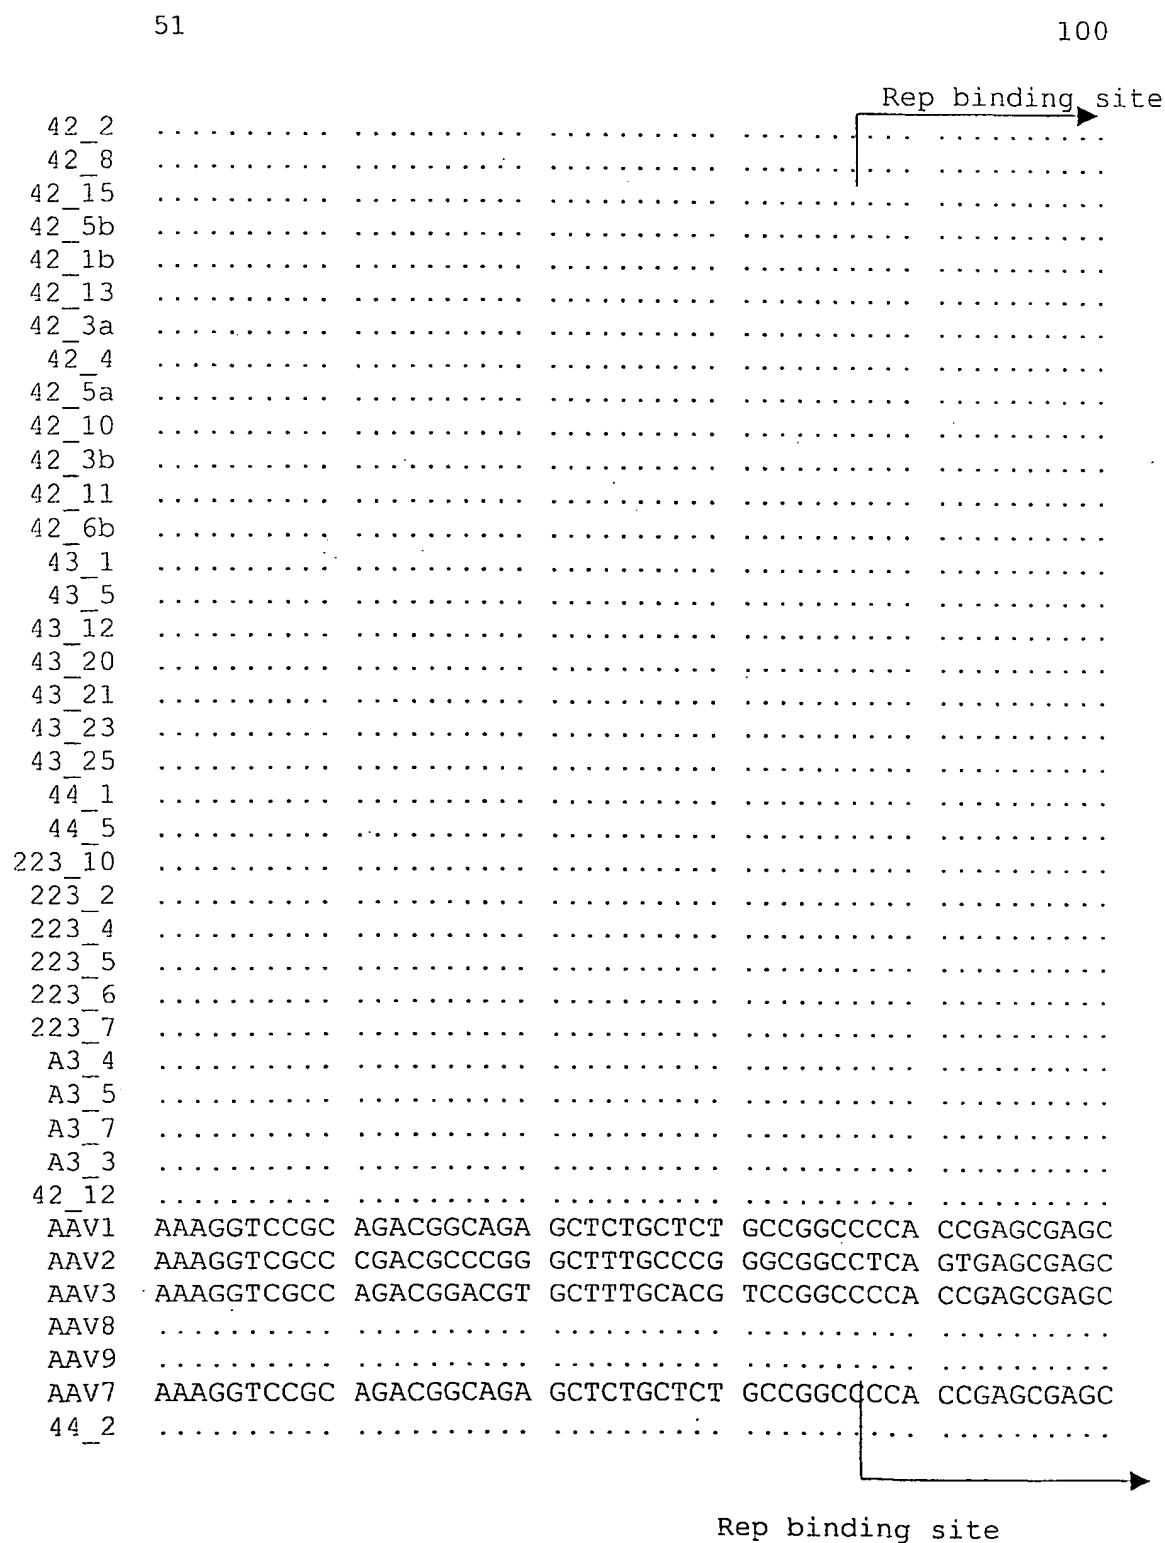 51 100
Rep binding site
42_2 .......... .......... .......... .......... ..........
42_8 .......... .......... .......... .......... ..........
42_15 .......... .......... .......... .......... ..........
42_5b .......... .......... .......... .......... ..........
42_1b .......... .......... .......... .......... ..........
42_13 .......... .......... .......... .......... ..........
42_3a .......... .......... .......... .......... ..........
42_4 .......... .......... .......... .......... ..........
42_5a .......... .......... .......... .......... ..........
42_10 .......... .......... .......... .......... ..........
42_3b .......... .......... .......... .......... ..........
42_11 .......... .......... .......... .......... ..........
42_6b .......... .......... .......... .......... ..........
43_1 .......... .......... .......... .......... ..........
43_5 .......... .......... .......... .......... ..........
43_12 .......... .......... .......... .......... ..........
43_20 .......... .......... .......... .......... ..........
43_21 .......... .......... .......... .......... ..........
43_23 .......... .......... .......... .......... ..........
43_25 .......... .......... .......... .......... ..........
44_1 .......... .......... .......... .......... ..........
44_5 .......... .......... .......... .......... ..........
223_10 .......... .......... .......... .......... ..........
223_2 .......... .......... .......... .......... ..........
223_4 .......... .......... .......... .......... ..........
223_5 .......... .......... .......... .......... ..........
223_6 .......... .......... .......... .......... ..........
223_7 .......... .......... .......... .......... ..........
A3_4 .......... .......... .......... .......... ..........
A3_5 .......... .......... .......... .......... ..........
A3_7 .......... .......... .......... .......... ..........
A3_3 .......... .......... .......... .......... ..........
42_12 .......... .......... .......... .......... ..........
AAV1 AAAGGTCCGC AGACGGCAGA GCTCTGCTCT GCCGGCCCCA CCGAGCGAGC
AAV2 AAAGGTCGCC CGACGCCCGG GCTTTGCCCG GGCGGCCTCA GTGAGCGAGC
AAV3 AAAGGTCGCC AGACGGACGT GCTTTGCACG TCCGGCCCCA CCGAGCGAGC
AAV8 .......... .......... .......... .......... ..........
AAV9 .......... .......... .......... .......... ..........
AAV7 AAAGGTCCGC AGACGGCAGA GCTCTGCTCT GCCGGCCCCA CCGAGCGAGC
44_2 .......... .......... .......... .......... ..........
Rep binding site